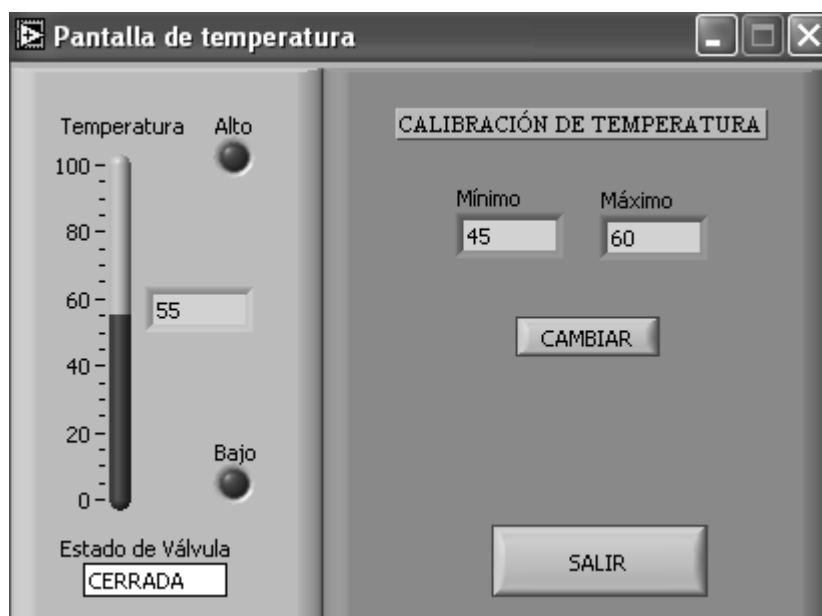 Pantalla de temperatura
Temperatura
Alto
100
80
60
40
20
0
55
Bajo
Estado de Válvula
CERRADA
CALIBRACIÓN DE TEMPERATURA
Mínimo
Máximo
45
60
CAMBIAR
SALIR